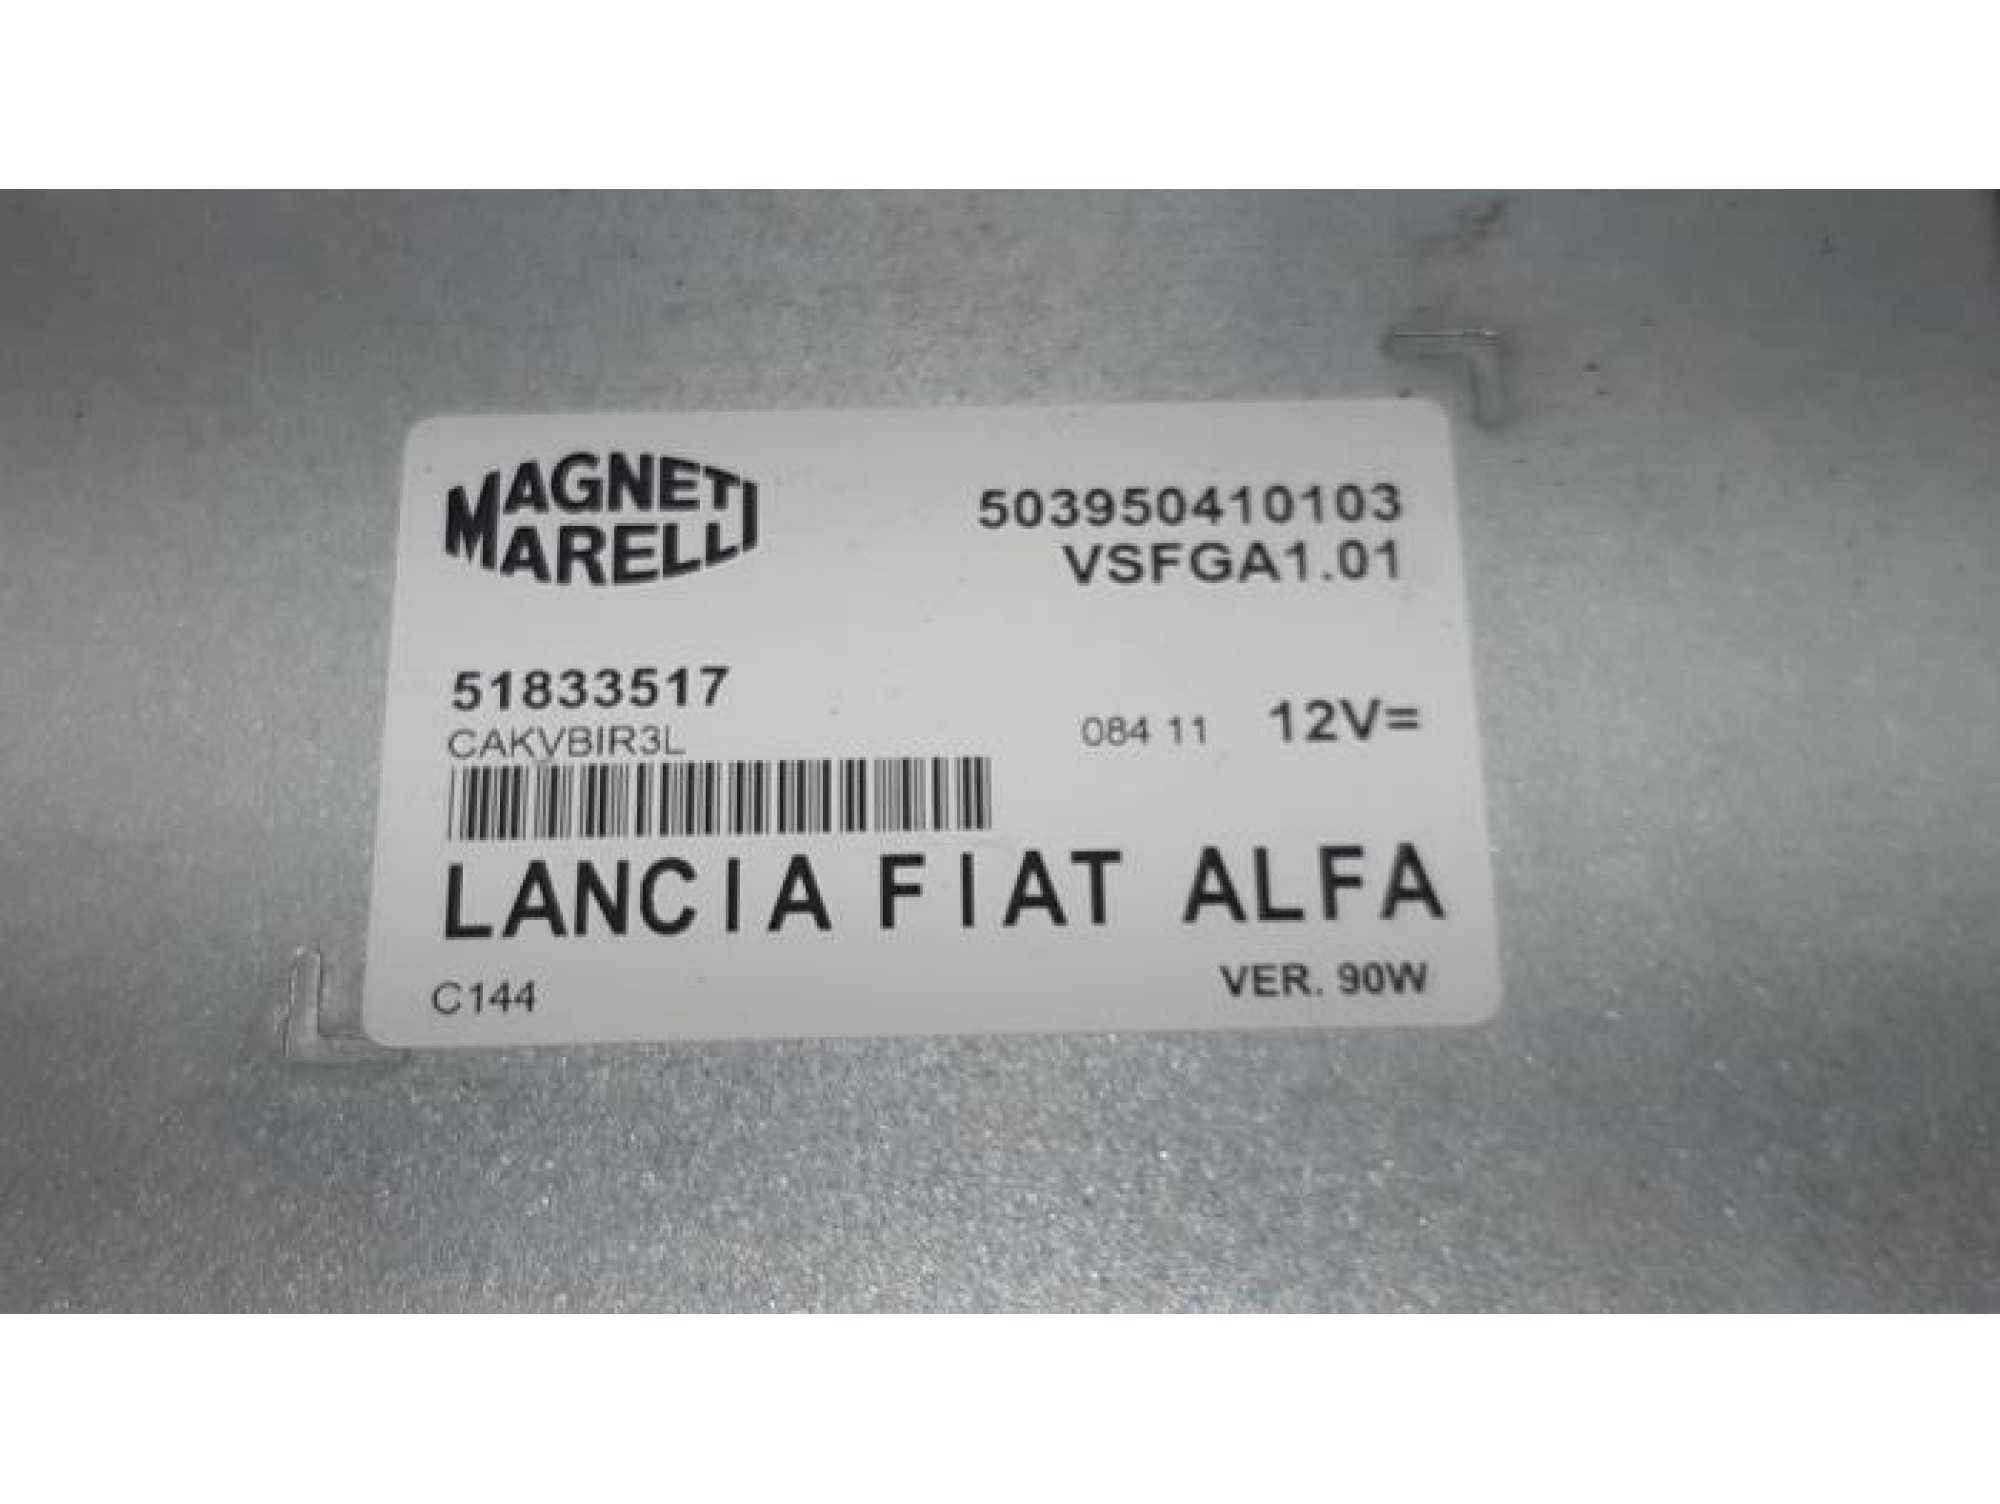 MAGNETI
MARELLI
503950410103
VSFGA1.01
51833517
CAKVBIR3L
084 11 12V=
LANCIA FIAT ALFA
C144
VER. 90W